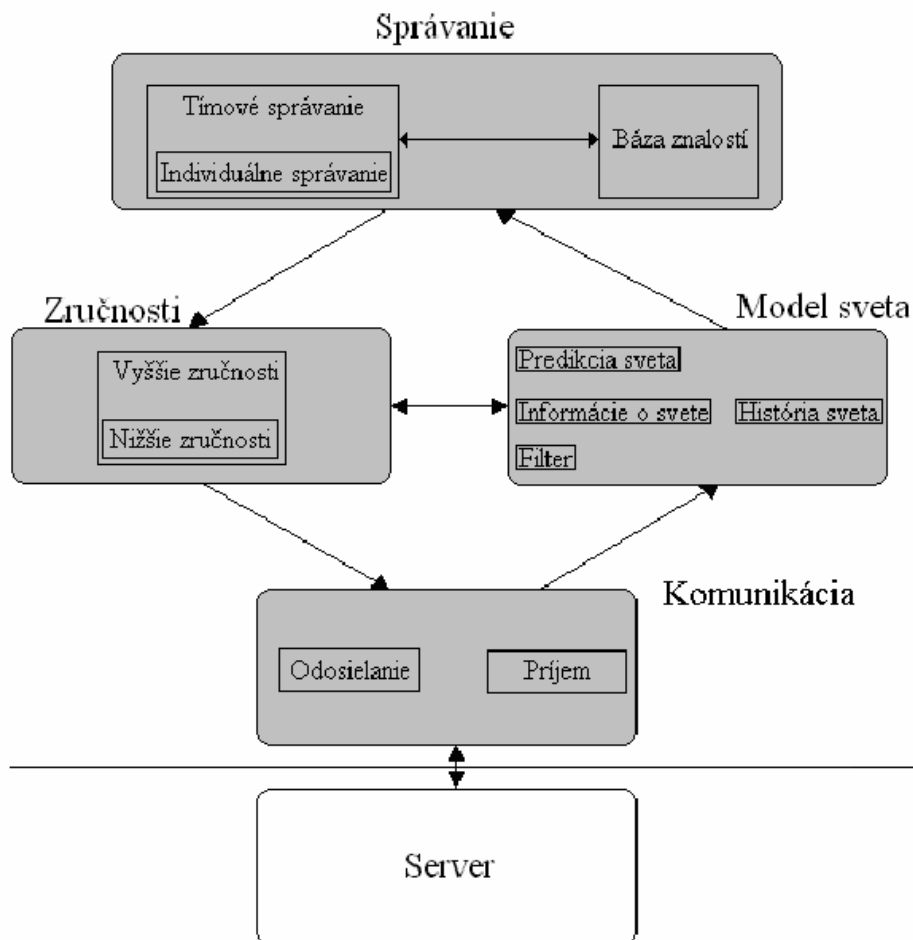 Správanie
Tímové správanie
Individuálne správanie
Báza znalostí
Zručnosti
Model sveta
Vyššie zručnosti
Nižšie zručnosti
Predikcia sveta
Informácie o svete
História sveta
Filter
Komunikácia
Odosielanie
Príjem
Server